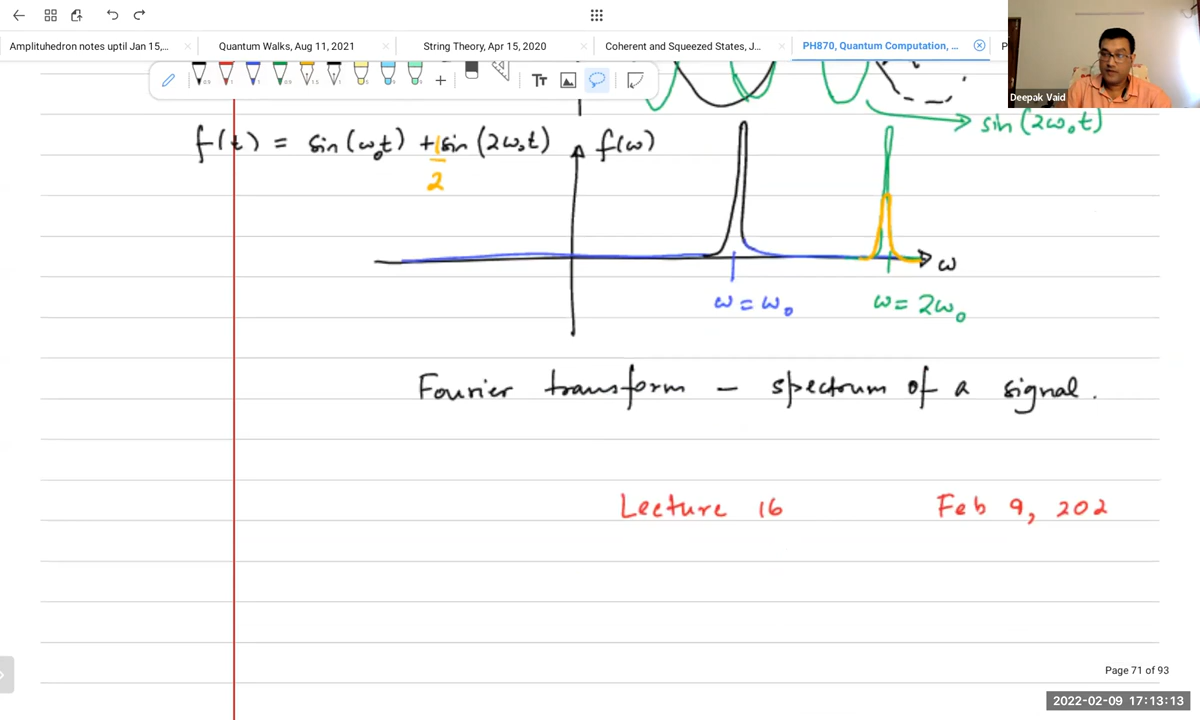 Amplituhedron notes uptil Jan 15,...
Quantum Walks, Aug 11, 2021
String Theory, Apr 15, 2020
Coherent and Squeezed States, J...
PH870, Quantum Computation, ...
P
Tт
Deepak Vaid
sin (2ω₀t)
f(t) = sin(ω₀t) + 1/2 sin (2ω₀t)
f(ω)
ω
ω = ω₀
ω = 2ω₀
Fourier transform – spectrum of a signal.
Lecture 16 Feb 9, 202
Page 71 of 93
2022-02-09 17:13:13